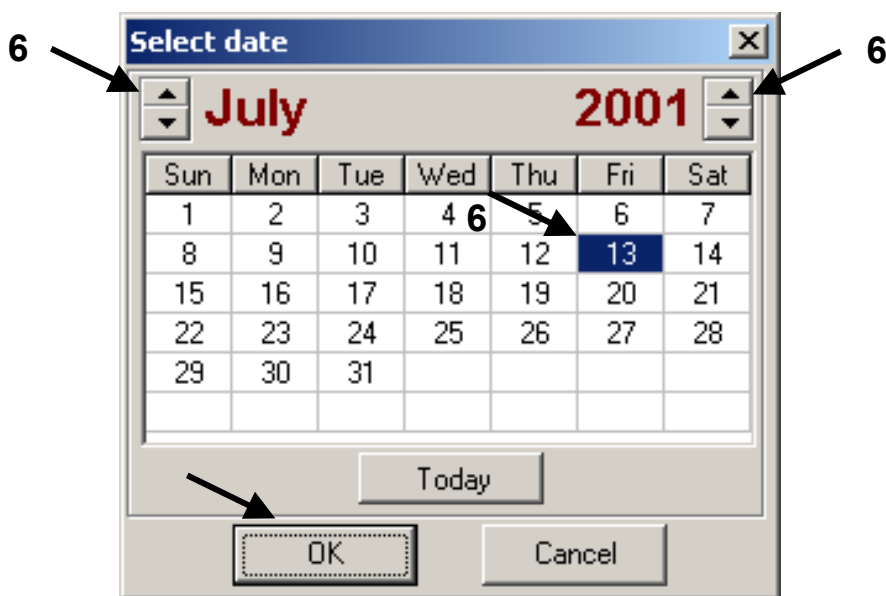 Select date
6 6
July 2001
Sun Mon Tue Wed Thu Fri Sat
1 2 3 4 5 6 7
6
8 9 10 11 12 13 14
15 16 17 18 19 20 21
22 23 24 25 26 27 28
29 30 31
Today
OK Cancel